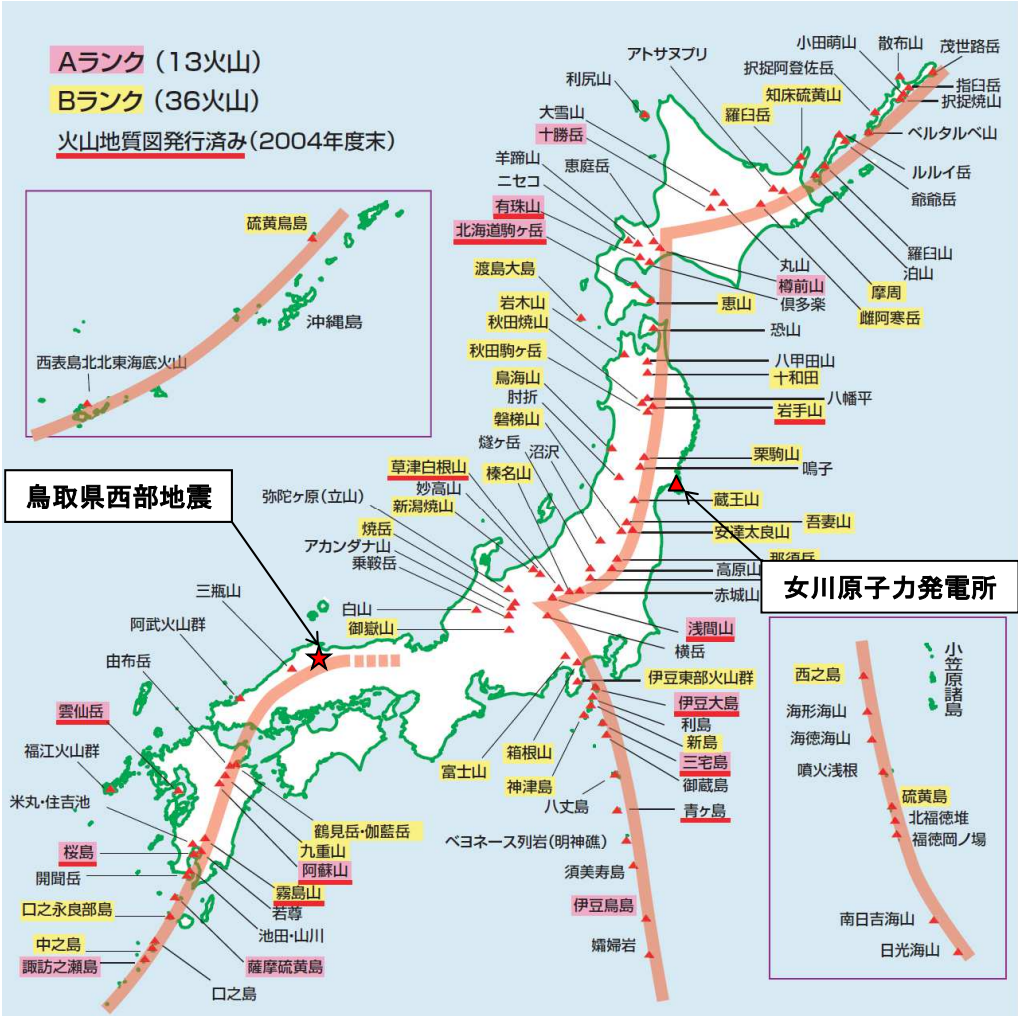 Aランク (13火山)
Bランク (36火山)
火山地質図発行済み(2004年度末)
硫黄鳥島
沖縄島
西表島北北東海底火山
アトサヌプリ
利尻山
大雪山
十勝岳
羊蹄山
恵庭岳
ニセコ
有珠山
北海道駒ヶ岳
渡島大島
岩木山
秋田焼山
秋田駒ヶ岳
鳥海山
肘折
磐梯山
燧ヶ岳
沼沢
草津白根山
榛名山
妙高山
新潟焼山
弥陀ヶ原(立山)
焼岳
アカンダナ山
乗鞍岳
白山
御嶽山
小田萌山
散布山
茂世路岳
択捉阿登佐岳
指臼岳
択捉焼山
知床硫黄山
羅臼岳
ベルタルベ山
ルルイ岳
爺爺岳
羅臼山
泊山
丸山
摩周
雌阿寒岳
樽前山
倶多楽
恵山
恐山
八甲田山
十和田
八幡平
岩手山
栗駒山
鳴子
蔵王山
吾妻山
安達太良山
那須岳
高原山
赤城山
女川原子力発電所
鳥取県西部地震
浅間山
横岳
伊豆東部火山群
伊豆大島
利島
新島
三宅島
御蔵島
箱根山
富士山
神津島
八丈島
青ヶ島
ベヨネース列岩(明神礁)
須美寿島
伊豆鳥島
孀婦岩
三瓶山
阿武火山群
由布岳
雲仙岳
福江火山群
米丸・住吉池
桜島
開聞岳
口之永良部島
中之島
諏訪之瀬島
口之島
薩摩硫黄島
池田・山川
若尊
霧島山
阿蘇山
九重山
鶴見岳・伽藍岳
小笠原諸島
西之島
海形海山
海徳海山
噴火浅根
硫黄島
北福徳堆
福徳岡ノ場
南日吉海山
日光海山